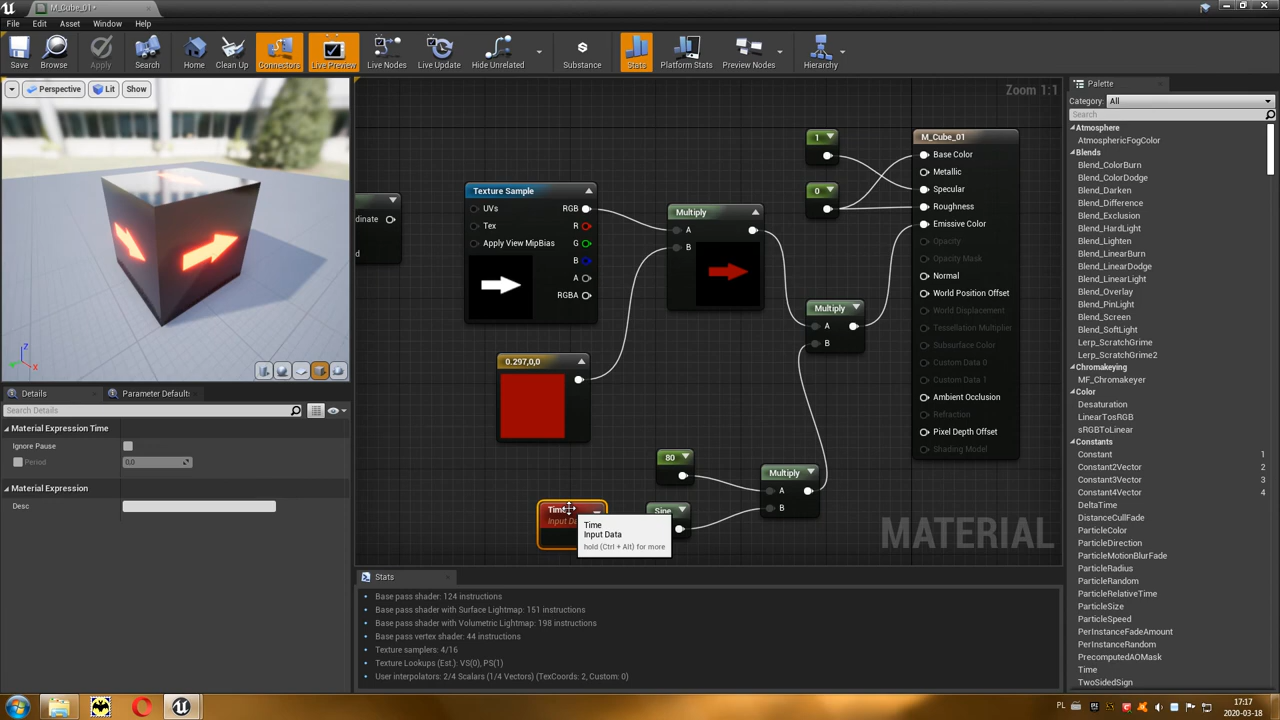 M_Cube_01*
File Edit Asset Window Help
Save Browse Apply Search Home Clean Up Connectors Live Preview Live Nodes Live Update Hide Unrelated Substance Stats Platform Stats Preview Nodes Hierarchy
Perspective Lit Show
Zoom 1:1
Palette
Category: All
Search
Atmosphere
AtmosphericFogColor
Blends
Blend_ColorBurn
Blend_ColorDodge
Blend_Darken
Blend_Difference
Blend_Exclusion
Blend_HardLight
Blend_Lighten
Blend_LinearBurn
Blend_LinearDodge
Blend_LinearLight
Blend_Overlay
Blend_PinLight
Blend_Screen
Blend_SoftLight
Lerp_ScratchGrime
Lerp_ScratchGrime2
Chromakeying
MF_Chromakeyer
Color
Desaturation
LinearTosRGB
sRGBToLinear
Constants
Constant 1
Constant2Vector 2
Constant3Vector 3
Constant4Vector 4
DeltaTime
DistanceCullFade
ParticleColor
ParticleDirection
ParticleMotionBlurFade
ParticleRadius
ParticleRandom
ParticleRelativeTime
ParticleSize
ParticleSpeed
PerInstanceFadeAmount
PerInstanceRandom
PrecomputedAOMask
Time
TwoSidedSign
dinate
d
Texture Sample
UVs RGB
Tex R
Apply View MipBias G
B
A
RGBA
Multiply
A
B
0.297,0,0
1
0
Multiply
A
B
80
Multiply
A
B
Time
Input Da
Sine
Time
Input Data
hold (Ctrl + Alt) for more
M_Cube_01
Base Color
Metallic
Specular
Roughness
Emissive Color
Opacity
Opacity Mask
Normal
World Position Offset
World Displacement
Tessellation Multiplier
Subsurface Color
Custom Data 0
Custom Data 1
Ambient Occlusion
Refraction
Pixel Depth Offset
Shading Model
MATERIAL
Z
X
Details Parameter Default:
Search Details
Material Expression Time
Ignore Pause
Period 0.0
Material Expression
Desc
Stats
Base pass shader: 124 instructions
Base pass shader with Surface Lightmap: 151 instructions
Base pass shader with Volumetric Lightmap: 198 instructions
Base pass vertex shader: 44 instructions
Texture samplers: 4/16
Texture Lookups (Est.): VS(0), PS(1)
User interpolators: 2/4 Scalars (1/4 Vectors) (TexCoords: 2, Custom: 0)
PL
17:17
2020-03-18